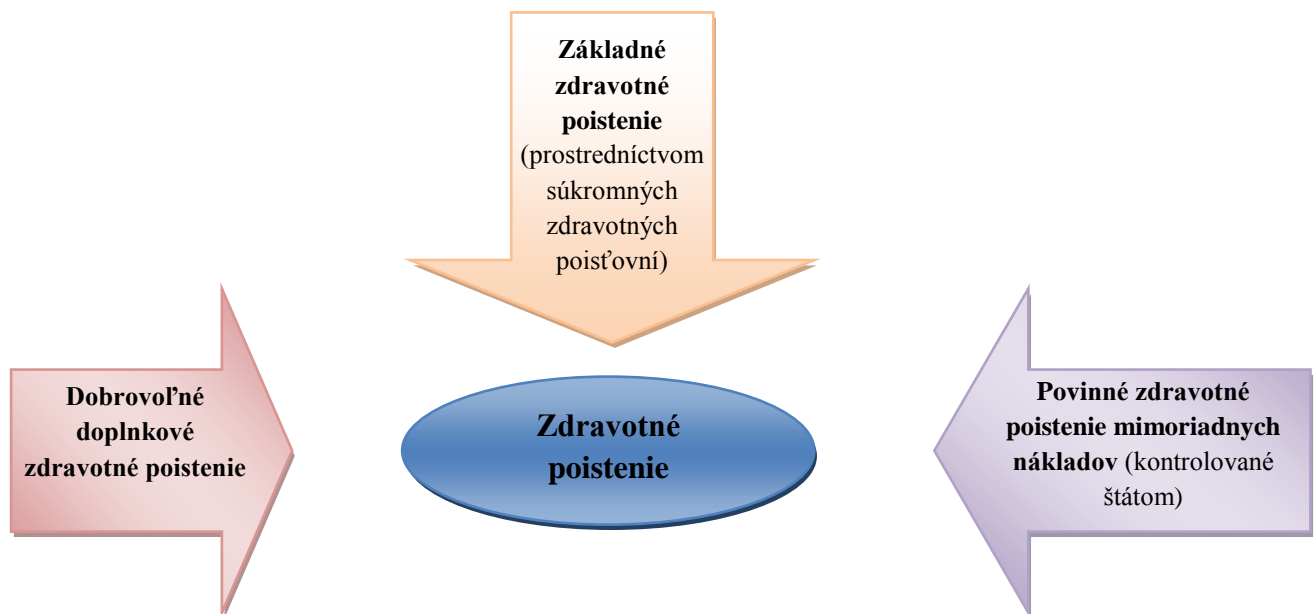 Základné
zdravotné
poistenie
(prostredníctvom
súkromných
zdravotných
poisťovní)
Dobrovoľné
doplnkové
zdravotné poistenie
Zdravotné
poistenie
Povinné zdravotné
poistenie mimoriadnych
nákladov (kontrolované
štátom)